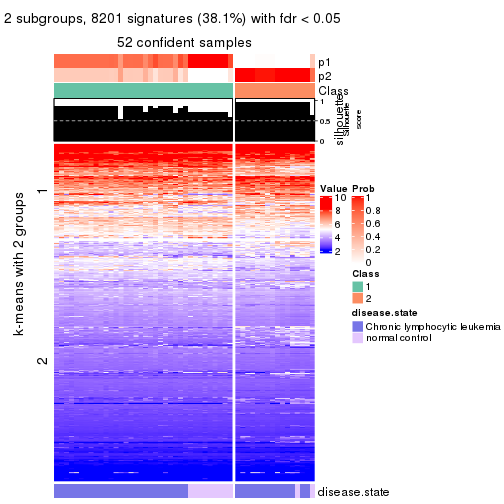 2 subgroups, 8201 signatures (38.1%) with fdr < 0.05
52 confident samples
p1
p2
Class
1
0.5
0
silhouette
Silhouette
score
k-means with 2 groups
1
2
Value
10
8
6
4
2
Prob
1
0.8
0.6
0.4
0.2
0
Class
1
2
disease.state
Chronic lymphocytic leukemia
normal control
disease.state